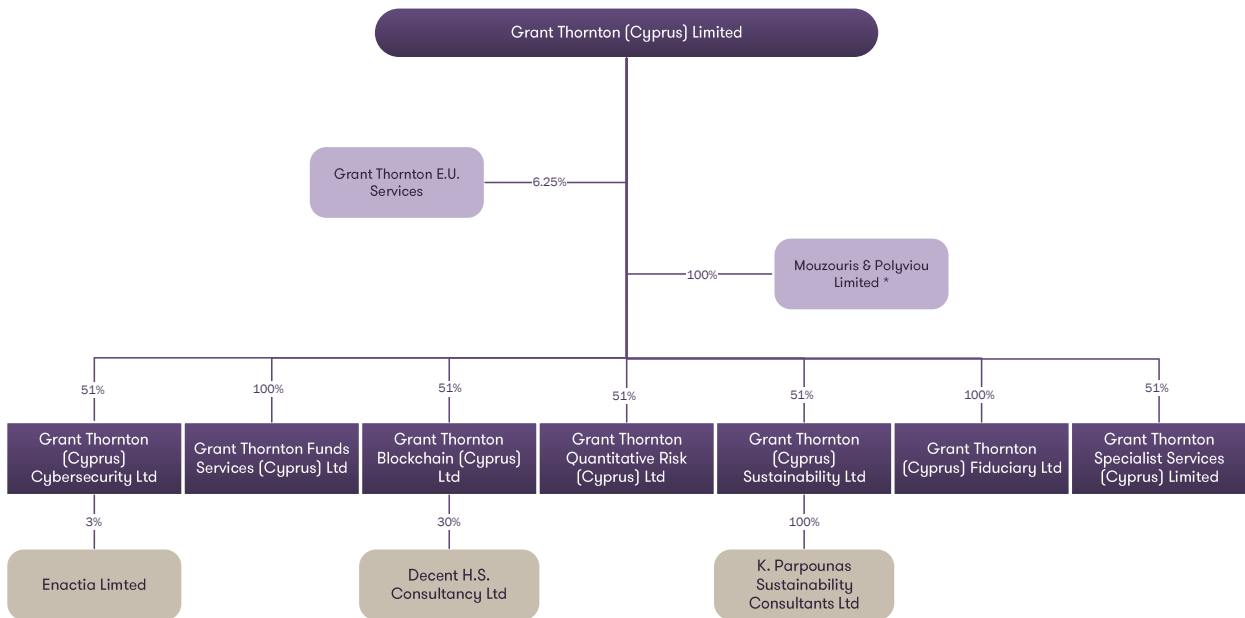 Grant Thornton (Cyprus) Limited
Grant Thornton E.U.
Services
6.25%
Mouzouris & Polyviou
Limited *
100%
51%
100%
51%
51%
51%
100%
51%
Grant Thornton
(Cyprus)
Cybersecurity Ltd
Grant Thornton Funds
Services (Cyprus) Ltd
Grant Thornton
Blockchain (Cyprus)
Ltd
Grant Thornton
Quantitative Risk
(Cyprus) Ltd
Grant Thornton
(Cyprus)
Sustainability Ltd
Grant Thornton
(Cyprus) Fiduciary Ltd
Grant Thornton
Specialist Services
(Cyprus) Limited
3%
30%
100%
Enactia Limted
Decent H.S.
Consultancy Ltd
K. Parpounas
Sustainability
Consultants Ltd